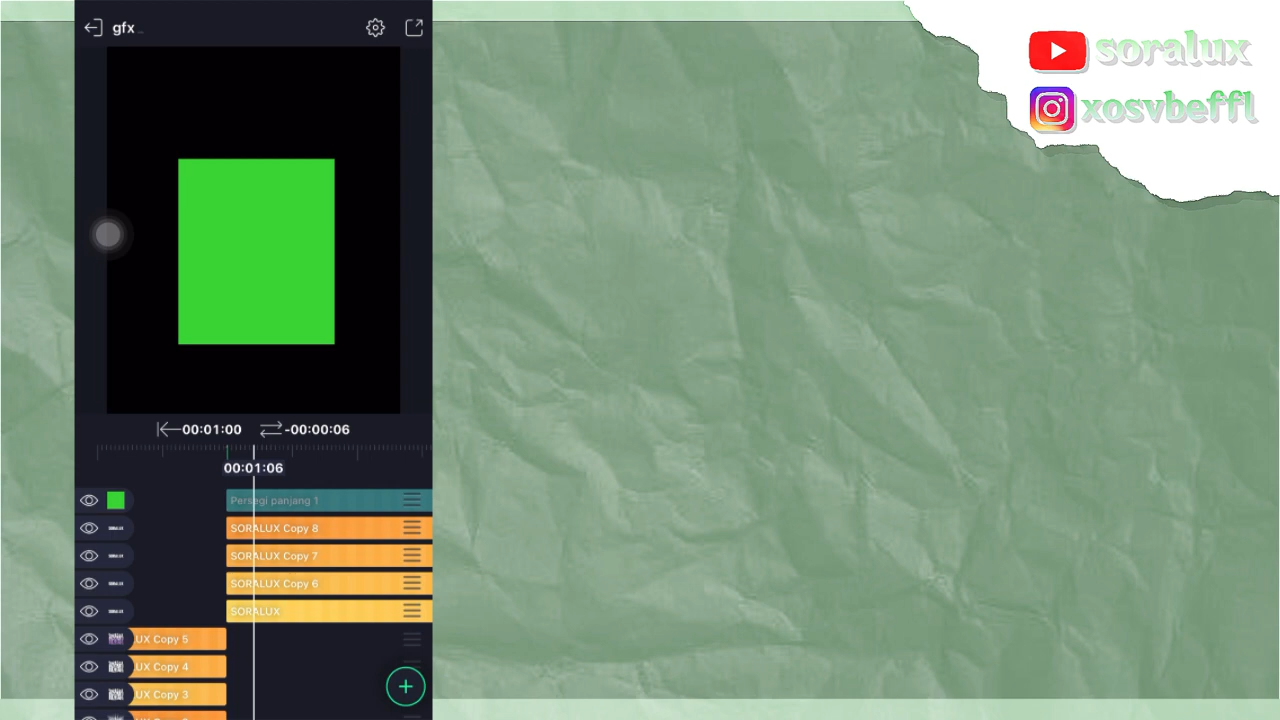 gfx
soralux
xosvbeffl
00:01:00 -00:00:06
00:01:06
Persegi panjang 1
SORALUX Copy 8
SORALUX Copy 7
SORALUX Copy 6
SORALUX
UX Copy 5
UX Copy 4
UX Copy 3